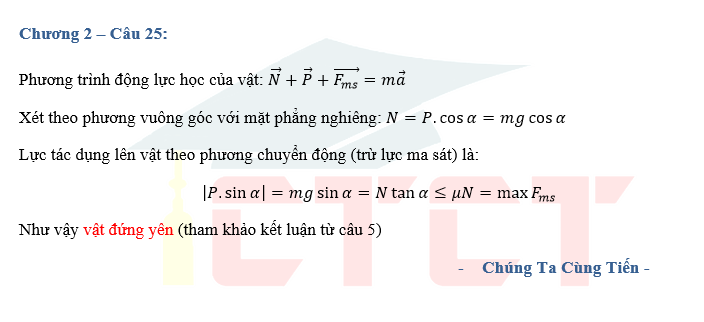 Chương 2 – Câu 25:
Phương trình động lực học của vật: $\vec{N} + \vec{P} + \overrightarrow{F_{ms}} = m\vec{a}$
Xét theo phương vuông góc với mặt phẳng nghiêng: $N = P.\cos\alpha = mg\cos\alpha$
Lực tác dụng lên vật theo phương chuyển động (trừ lực ma sát) là:
$|P.\sin\alpha| = mg\sin\alpha = N\tan\alpha \leq \mu N = \max F_{ms}$
Như vậy vật đứng yên (tham khảo kết luận từ câu 5)
- Chúng Ta Cùng Tiến -
CTCT